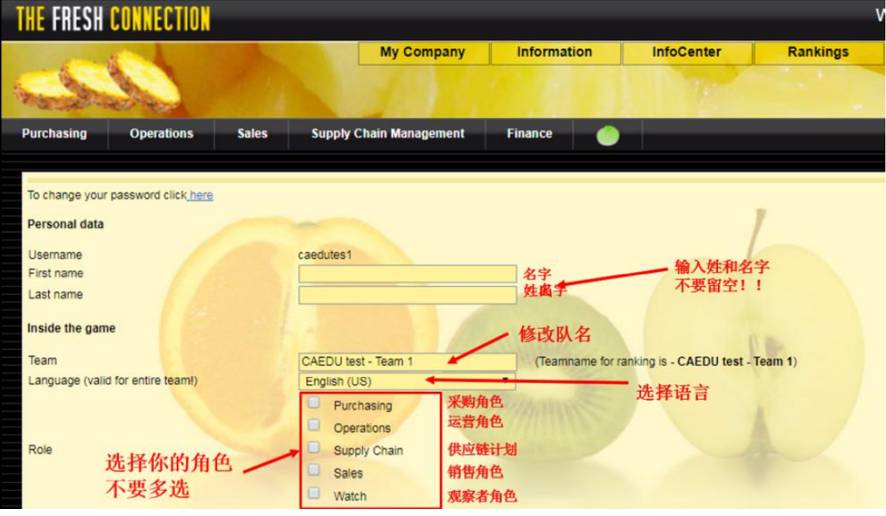 THE FRESH CONNECTION
My Company Information InfoCenter Rankings
Purchasing Operations Sales Supply Chain Management Finance
To change your password click here
Personal data
Username caedutes1
First name 名字
Last name 姓
输入姓和名字
不要留空！！
Inside the game
修改队名
Team CAEDU test - Team 1 (Teamname for ranking is - CAEDU test - Team 1)
Language (valid for entire team!) English (US)
选择语言
Role
选择你的角色
不要多选
Purchasing 采购角色
Operations 运营角色
Supply Chain 供应链计划
Sales 销售角色
Watch 观察者角色